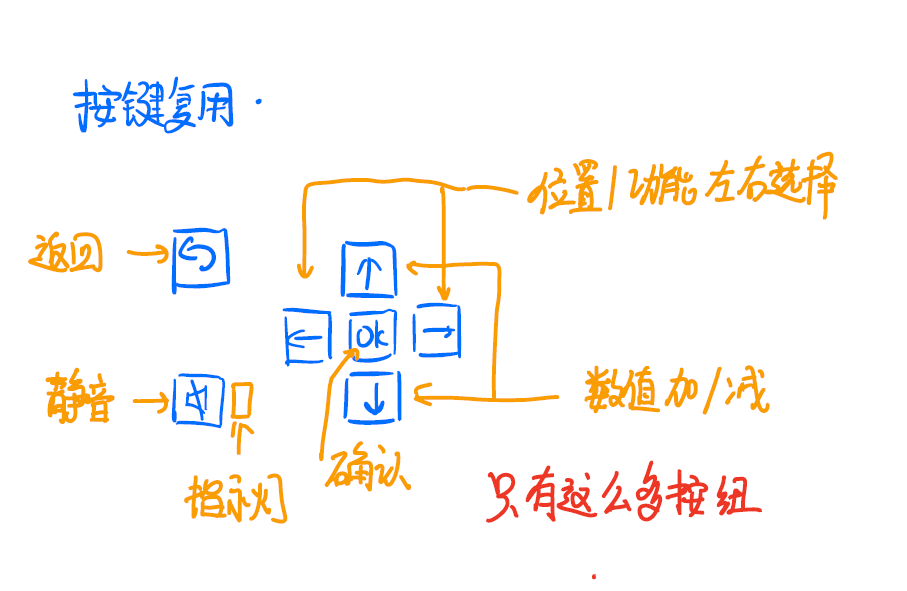 按键复用.
位置/功能左右选择
返回
OK
静音
数值加/减
确认
指示灯
只有这么多按纽